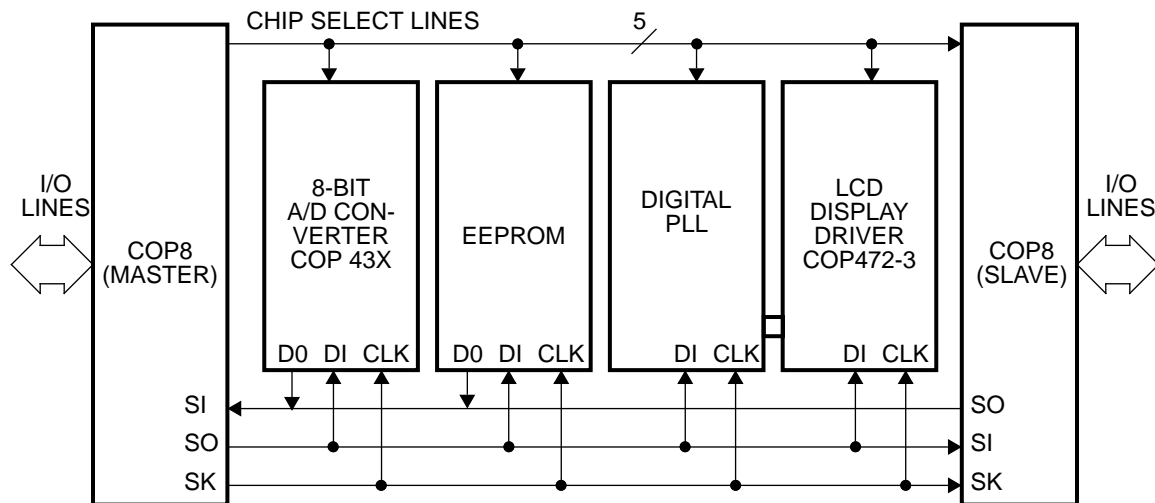 CHIP SELECT LINES
5
I/O
LINES
COP8
(MASTER)
8-BIT
A/D CON-
VERTER
COP 43X
EEPROM
DIGITAL
PLL
LCD
DISPLAY
DRIVER
COP472-3
COP8
(SLAVE)
I/O
LINES
D0 DI CLK
D0 DI CLK
DI CLK
DI CLK
SI
SO
SO
SI
SK
SK